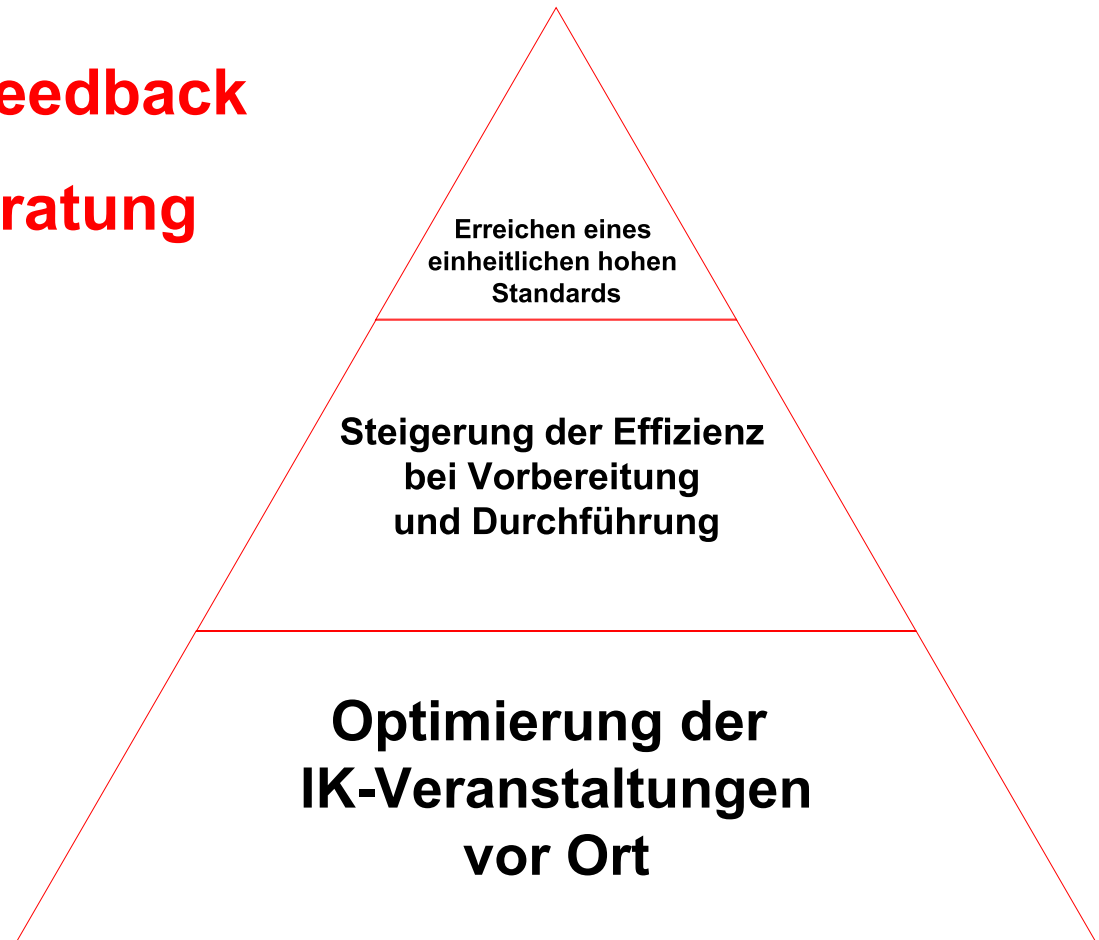 eedback
ratung
Erreichen eines
einheitlichen hohen
Standards
Steigerung der Effizienz
bei Vorbereitung
und Durchführung
Optimierung der
IK-Veranstaltungen
vor Ort